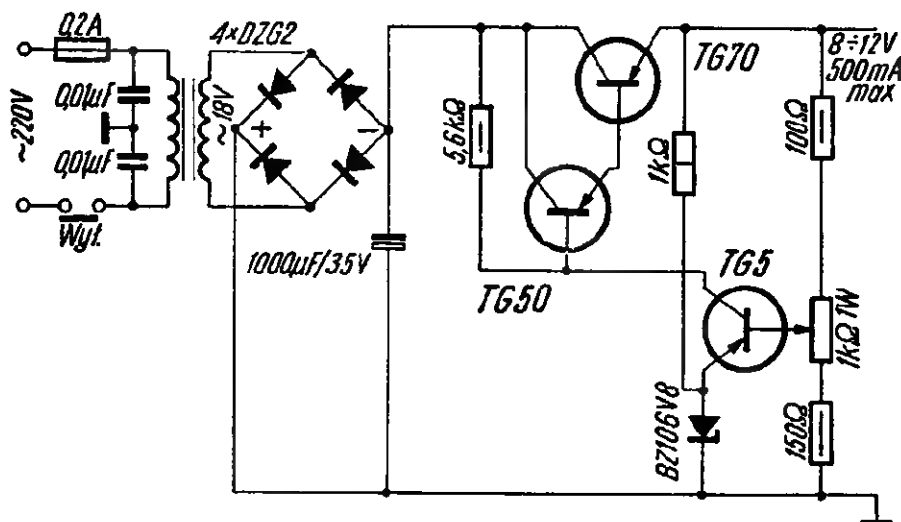 0,2A
4×DZG2
0,01μF
0,01μF
~220V
~18V
+
−
Wył.
1000μF/35V
5,6kΩ
TG50
TG70
1kΩ
TG5
BZ106V8
8÷12V
500mA
max
100Ω
1kΩ 1W
150Ω